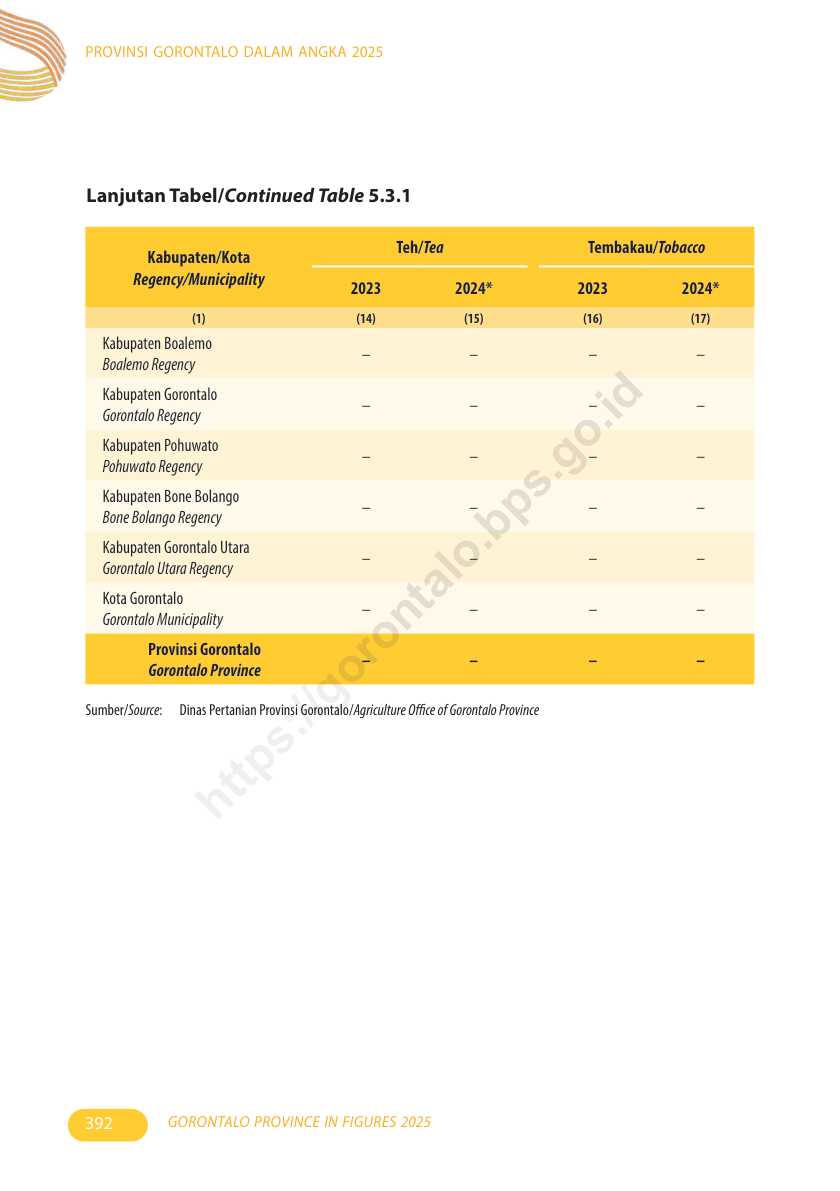 PROVINSI GORONTALO DALAM ANGKA 2025
Lanjutan Tabel/Continued Table 5.3.1
Kabupaten/Kota
Regency/Municipality
Teh/Tea
Tembakau/Tobacco
2023 2024* 2023 2024*
(1) (14) (15) (16) (17)
Kabupaten Boalemo
Boalemo Regency
– – – –
Kabupaten Gorontalo
Gorontalo Regency
– – – –
Kabupaten Pohuwato
Pohuwato Regency
– – – –
Kabupaten Bone Bolango
Bone Bolango Regency
– – – –
Kabupaten Gorontalo Utara
Gorontalo Utara Regency
– – – –
Kota Gorontalo
Gorontalo Municipality
– – – –
Provinsi Gorontalo
Gorontalo Province
– – – –
Sumber/Source: Dinas Pertanian Provinsi Gorontalo/Agriculture Office of Gorontalo Province
https://gorontalo.bps.go.id
392
GORONTALO PROVINCE IN FIGURES 2025